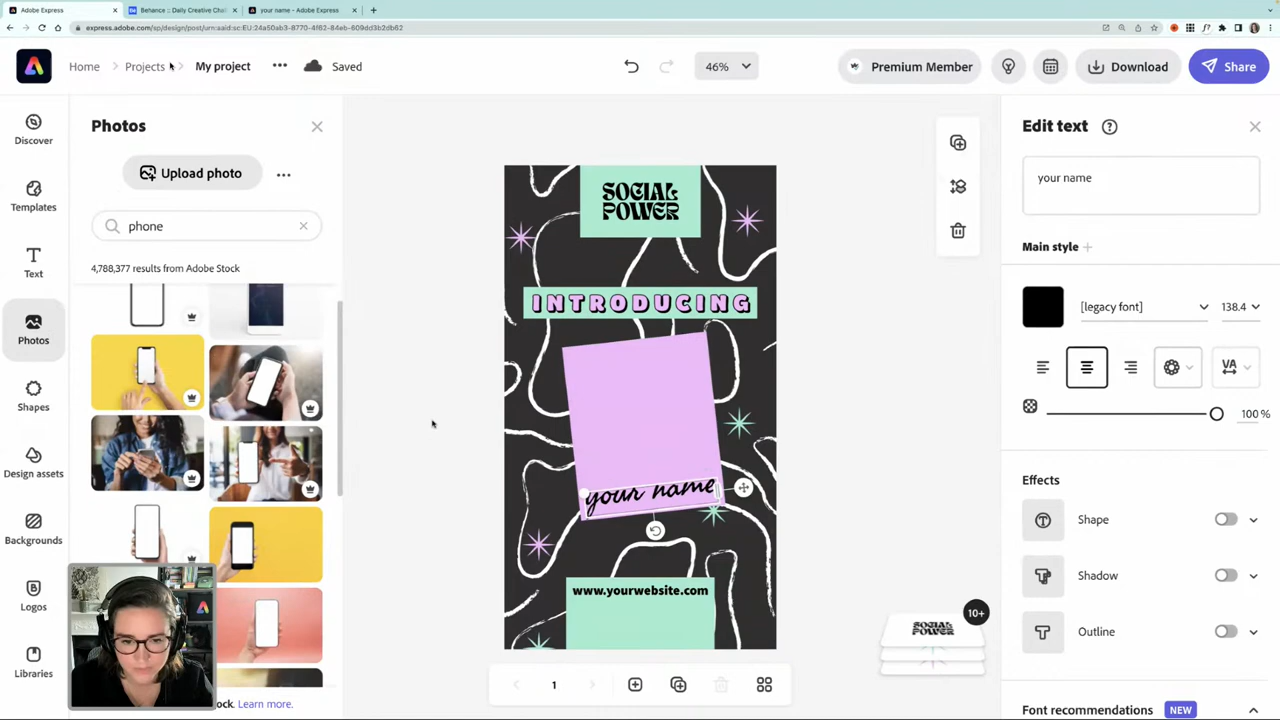 Adobe Express
Behance :: Daily Creative Chal
your name - Adobe Express
express.adobe.com/sp/design/post/urn:aaid:sc:EU:24a50ab3-8770-4f62-84eb-609dd3b2db62
Home
Projects
My project
Saved
46%
Premium Member
Download
Share
Discover
Templates
Text
Photos
Shapes
Design assets
Backgrounds
Logos
Libraries
Photos
Upload photo
phone
4,788,377 results from Adobe Stock
ock. Learn more.
SOCIAL
POWER
INTRODUCING
your name
www.yourwebsite.com
1
10+
SOCIAL
POWER
Edit text
your name
Main style
[legacy font]
138.4
VA
100 %
Effects
Shape
Shadow
Outline
Font recommendations
NEW